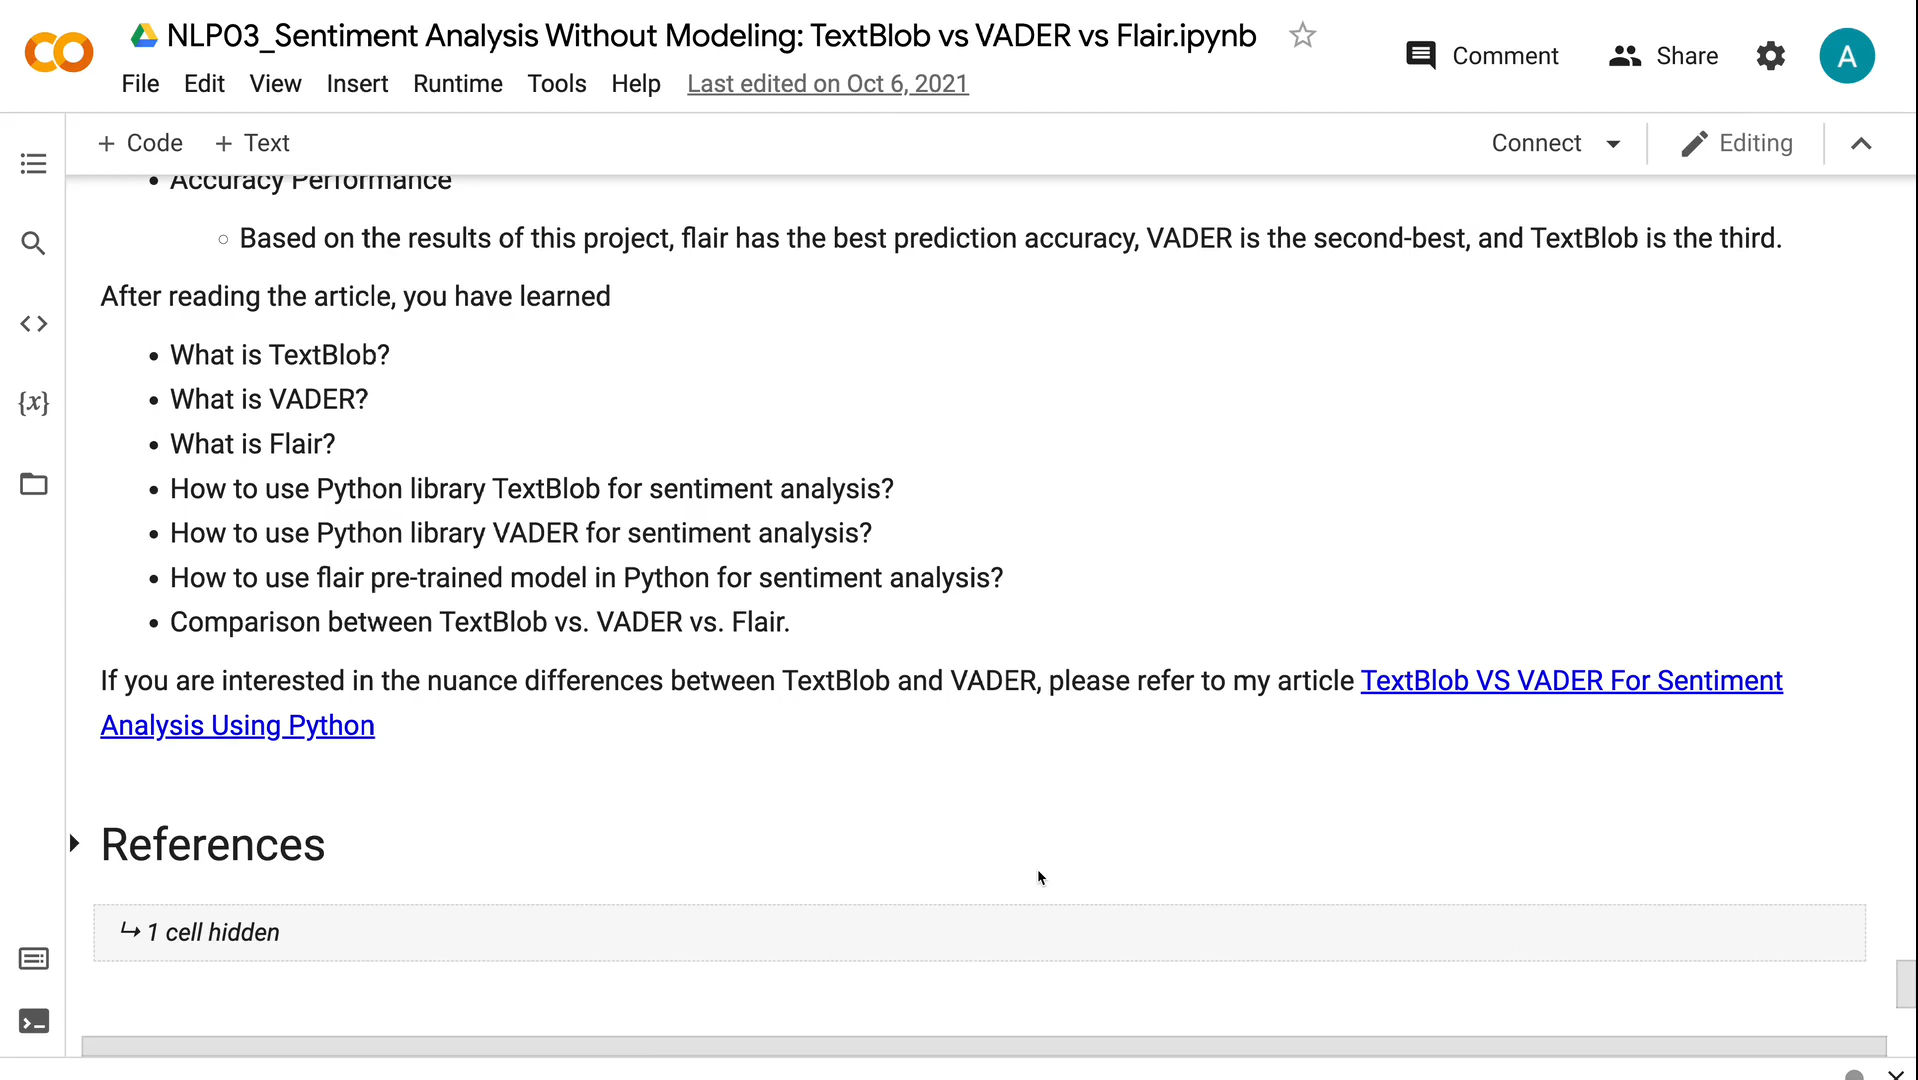 NLP03_Sentiment Analysis Without Modeling: TextBlob vs VADER vs Flair.ipynb
Comment
Share
A
File Edit View Insert Runtime Tools Help Last edited on Oct 6, 2021
+ Code + Text
Connect
Editing
• Accuracy Performance
○ Based on the results of this project, flair has the best prediction accuracy, VADER is the second-best, and TextBlob is the third.
After reading the article, you have learned
• What is TextBlob?
• What is VADER?
• What is Flair?
• How to use Python library TextBlob for sentiment analysis?
• How to use Python library VADER for sentiment analysis?
• How to use flair pre-trained model in Python for sentiment analysis?
• Comparison between TextBlob vs. VADER vs. Flair.
If you are interested in the nuance differences between TextBlob and VADER, please refer to my article TextBlob VS VADER For Sentiment
Analysis Using Python
References
↳ 1 cell hidden
{x}